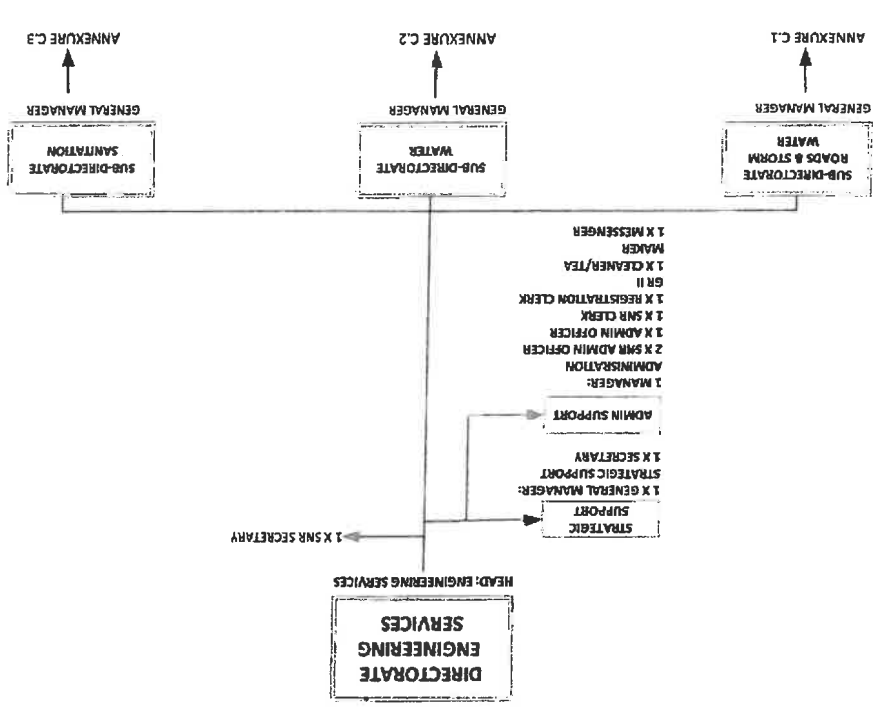 DIRECTORATE
ENGINEERING
SERVICES
HEAD: ENGINEERING SERVICES
1 X SNR SECRETARY
STRATEGIC
SUPPORT
1 X GENERAL MANAGER:
STRATEGIC SUPPORT
1 X SECRETARY
ADMIN SUPPORT
1 MANAGER:
ADMINISRATION
2 X SNR ADMIN OFFICER
1 X ADMIN OFFICER
1 X SNR CLERK
1 X REGISTRATION CLERK
GR II
1 X CLEANER/TEA
MAKER
1 X MESSENGER
SUB-DIRECTORATE
ROADS & STORM
WATER
GENERAL MANAGER
ANNEXURE C.1
SUB-DIRECTORATE
WATER
GENERAL MANAGER
ANNEXURE C.2
SUB-DIRECTORATE
SANITATION
GENERAL MANAGER
ANNEXURE C.3